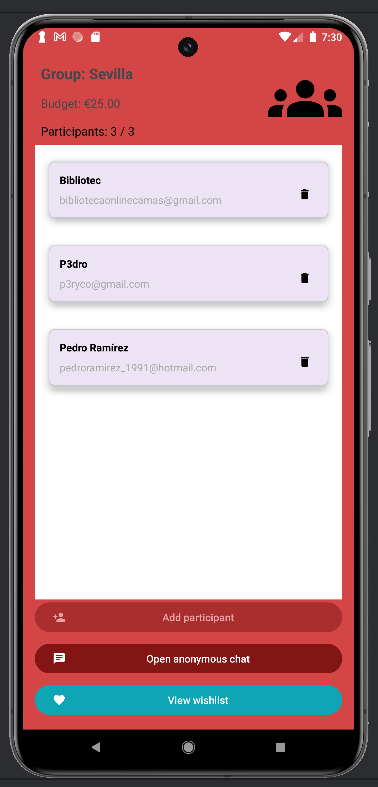 7:30
Group: Sevilla
Budget: €25.00
Participants: 3 / 3
Bibliotec
bibliotecaonlinecamas@gmail.com
P3dro
p3ryco@gmail.com
Pedro Ramírez
pedroramirez_1991@hotmail.com
Add participant
Open anonymous chat
View wishlist